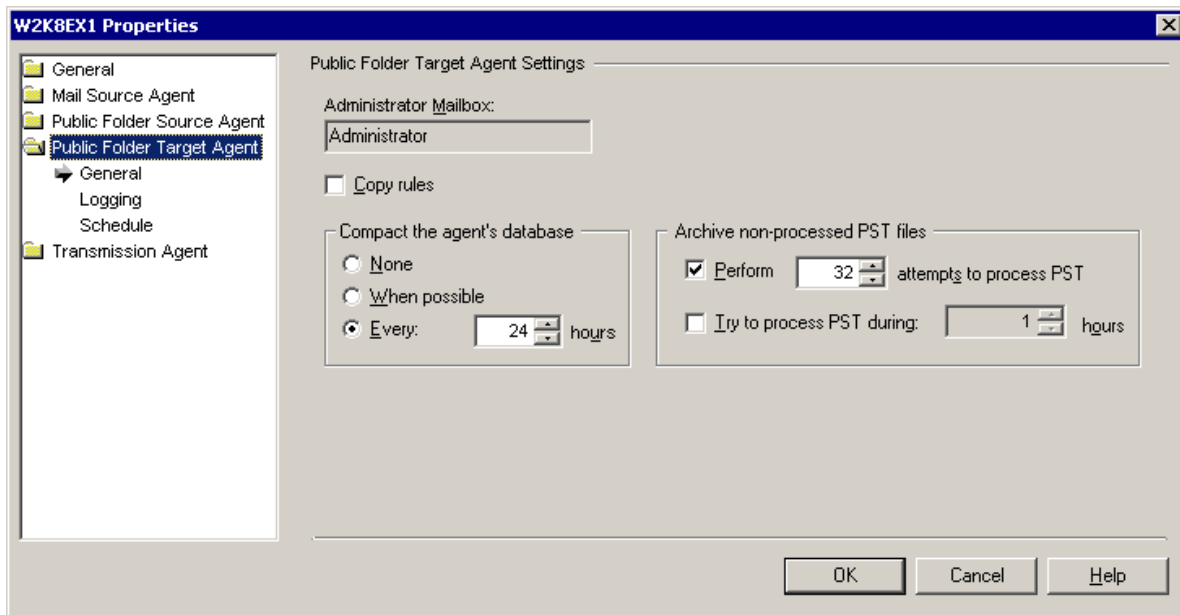 W2K8EX1 Properties
General
Mail Source Agent
Public Folder Source Agent
Public Folder Target Agent
General
Logging
Schedule
Transmission Agent
Public Folder Target Agent Settings
Administrator Mailbox:
Administrator
Copy rules
Compact the agent's database
None
When possible
Every: 24 hours
Archive non-processed PST files
Perform 32 attempts to process PST
Try to process PST during: 1 hours
OK Cancel Help